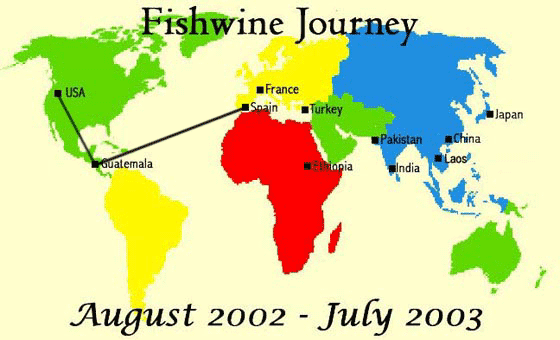 Fishwine Journey
USA
France
Spain
Turkey
Japan
Pakistan
China
Guatemala
Ethiopia
India
Laos
August 2002 - July 2003